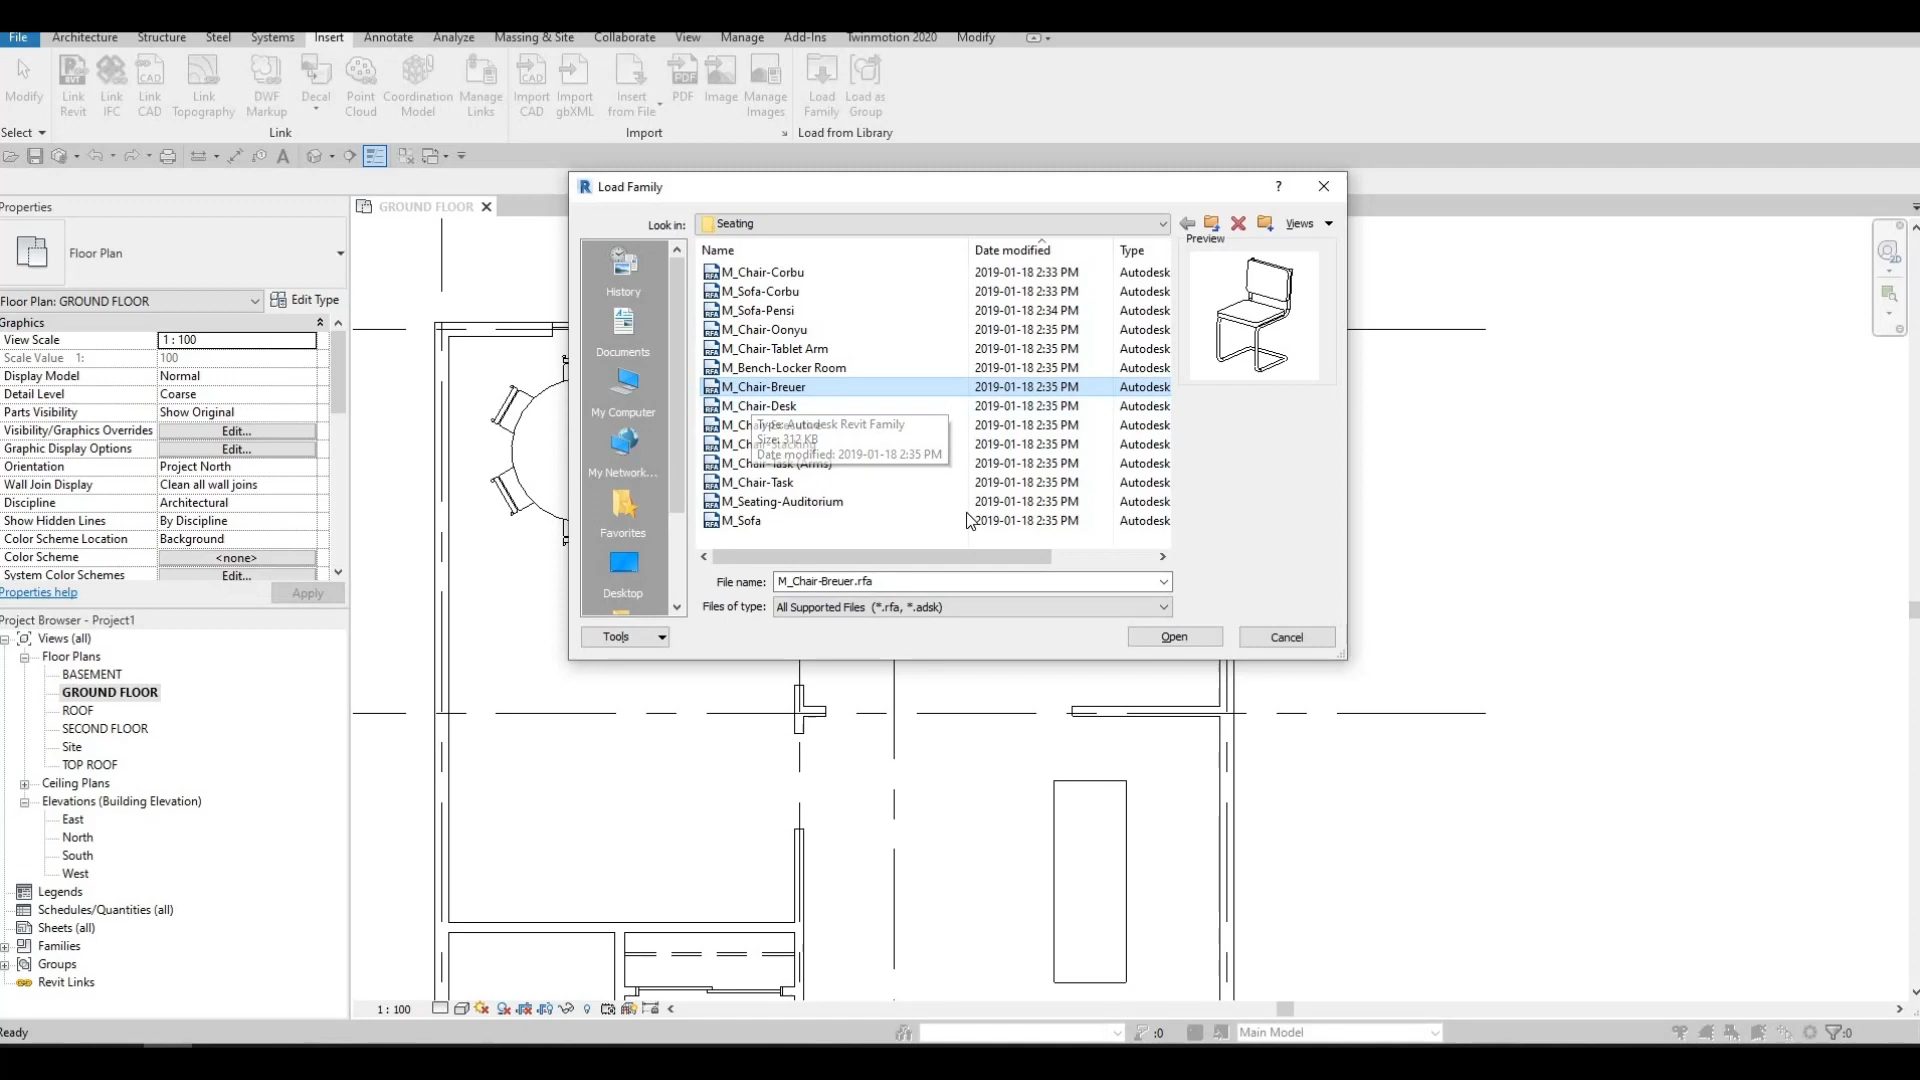 File Architecture Structure Steel Systems Insert Annotate Analyze Massing & Site Collaborate View Manage Add-Ins Twinmotion 2020 Modify
Modify Link Revit Link IFC Link CAD Link Topography DWF Markup Decal Point Cloud Coordination Model Manage Links Import CAD Import gbXML Insert from File PDF Image Manage Images Load Family Load as Group
Select Link Import Load from Library
Properties
GROUND FLOOR
Floor Plan
Floor Plan: GROUND FLOOR Edit Type
Graphics
View Scale 1 : 100
Scale Value 1: 100
Display Model Normal
Detail Level Coarse
Parts Visibility Show Original
Visibility/Graphics Overrides Edit...
Graphic Display Options Edit...
Orientation Project North
Wall Join Display Clean all wall joins
Discipline Architectural
Show Hidden Lines By Discipline
Color Scheme Location Background
Color Scheme <none>
System Color Schemes Edit...
Properties help Apply
Project Browser - Project1
Views (all)
Floor Plans
BASEMENT
GROUND FLOOR
ROOF
SECOND FLOOR
Site
TOP ROOF
Ceiling Plans
Elevations (Building Elevation)
East
North
South
West
Legends
Schedules/Quantities (all)
Sheets (all)
Families
Groups
Revit Links
R Load Family ?
Look in: Seating Views
Preview
History
Documents
My Computer
My Network...
Favorites
Desktop
Name Date modified Type
M_Chair-Corbu 2019-01-18 2:33 PM Autodesk
M_Sofa-Corbu 2019-01-18 2:33 PM Autodesk
M_Sofa-Pensi 2019-01-18 2:34 PM Autodesk
M_Chair-Oonyu 2019-01-18 2:35 PM Autodesk
M_Chair-Tablet Arm 2019-01-18 2:35 PM Autodesk
M_Bench-Locker Room 2019-01-18 2:35 PM Autodesk
M_Chair-Breuer 2019-01-18 2:35 PM Autodesk
M_Chair-Desk 2019-01-18 2:35 PM Autodesk
2019-01-18 2:35 PM Autodesk
M_Chair-Stacking 2019-01-18 2:35 PM Autodesk
M_Chair-Task (Arms) 2019-01-18 2:35 PM Autodesk
M_Chair-Task 2019-01-18 2:35 PM Autodesk
M_Seating-Auditorium 2019-01-18 2:35 PM Autodesk
M_Sofa 2019-01-18 2:35 PM Autodesk
Type: Autodesk Revit Family
Size: 312 KB
Date modified: 2019-01-18 2:35 PM
File name: M_Chair-Breuer.rfa
Files of type: All Supported Files (*.rfa, *.adsk)
Tools Open Cancel
2D
1 : 100
Ready :0 Main Model :0